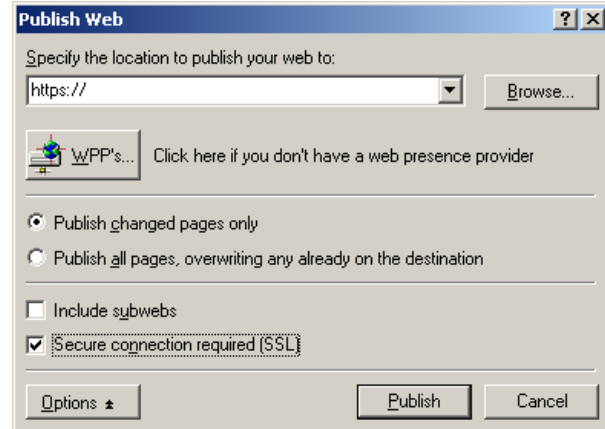 Publish Web
Specify the location to publish your web to:
https://
Browse...
WPP's... Click here if you don't have a web presence provider
Publish changed pages only
Publish all pages, overwriting any already on the destination
Include subwebs
Secure connection required (SSL)
Options
Publish
Cancel